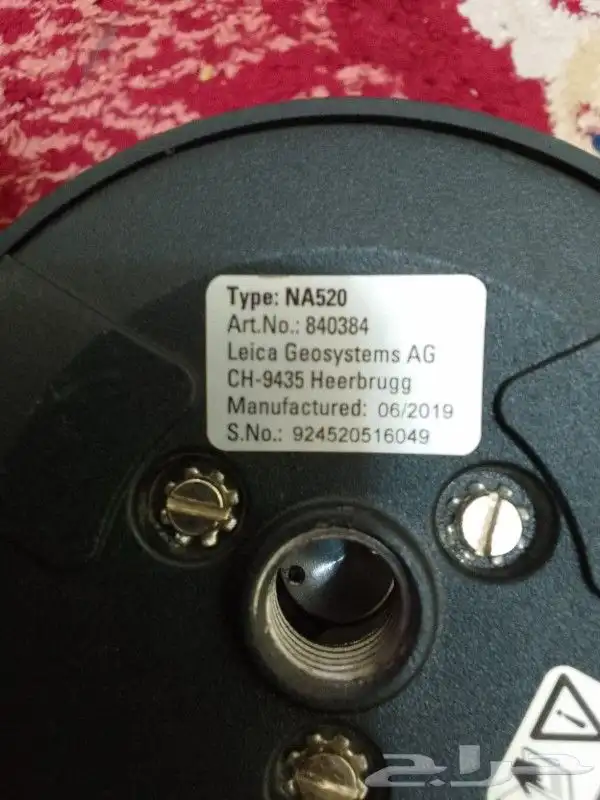 Type: NA520
Art.No.: 840384
Leica Geosystems AG
CH-9435 Heerbrugg
Manufactured: 06/2019
S.No.: 924520516049
حراج